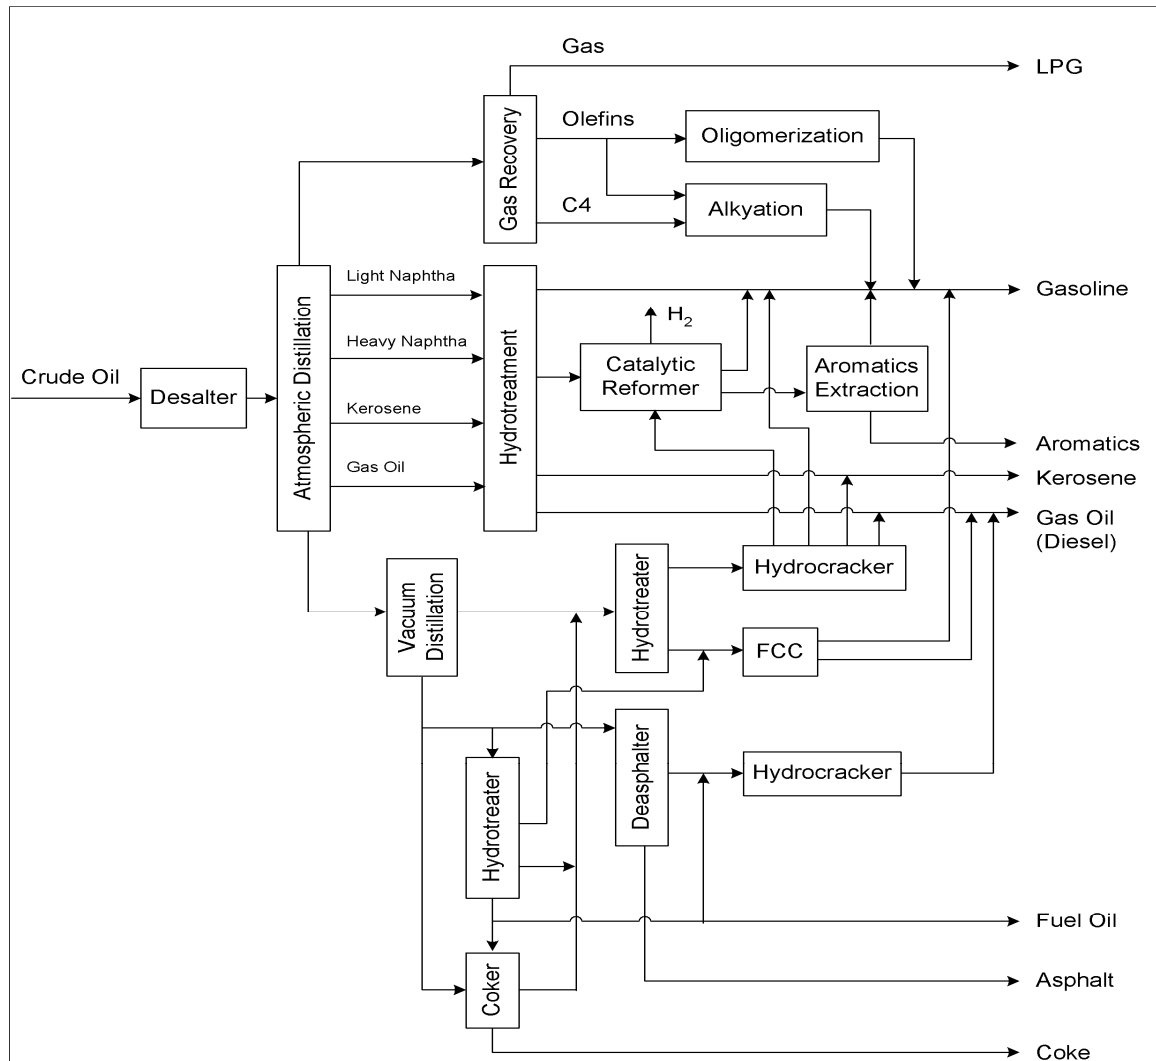 Gas
LPG
Gas Recovery
Olefins
Oligomerization
C4
Alkyation
Light Naphtha
Gasoline
H2
Heavy Naphtha
Catalytic
Reformer
Aromatics
Extraction
Crude Oil
Desalter
Atmospheric Distillation
Hydrotreatment
Kerosene
Aromatics
Gas Oil
Kerosene
Gas Oil
(Diesel)
Hydrocracker
Vacuum
Distillation
Hydrotreater
FCC
Deasphalter
Hydrocracker
Hydrotreater
Fuel Oil
Coker
Asphalt
Coke